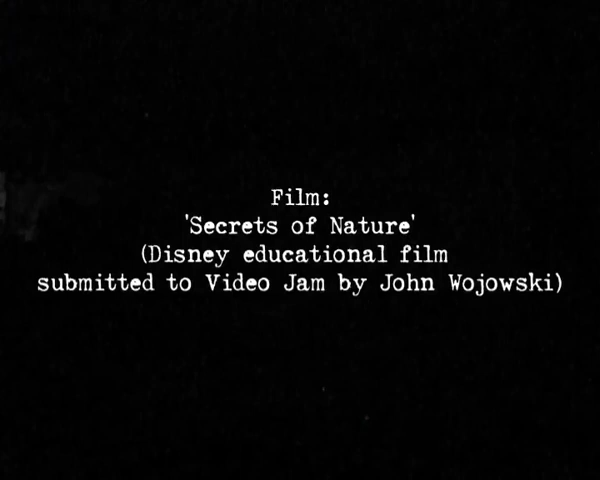 Film:
'Secrets of Nature'
(Disney educational film
submitted to Video Jam by John Wojowski)